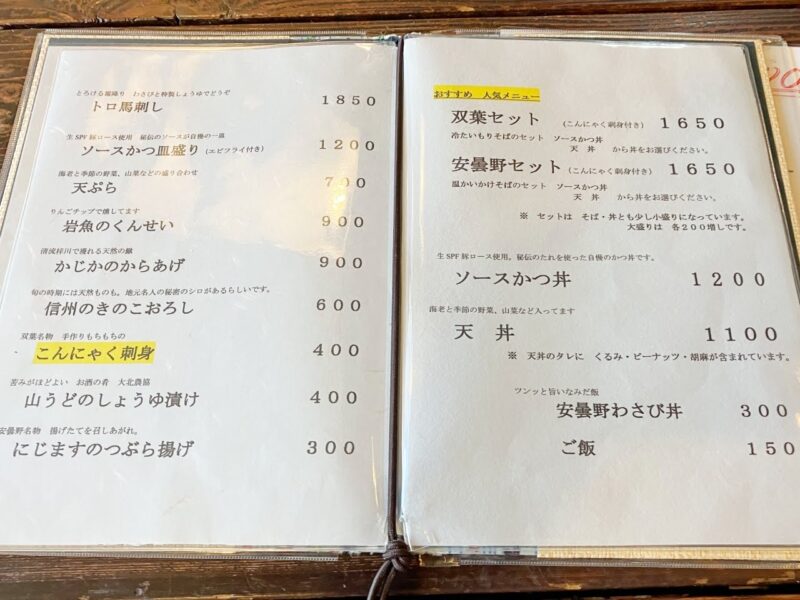 とろける霜降り　わさびと特製しょうゆでどうぞ
トロ馬刺し　1850
生SPF豚ロース使用　秘伝のソースが自慢の一皿
ソースかつ皿盛り（エビフライ付き）　1200
海老と季節の野菜、山菜などの盛り合わせ
天ぷら　700
りんごチップで燻してます
岩魚のくんせい　900
清流梓川で獲れる天然の鰍
かじかのからあげ　900
旬の時期には天然ものも。地元名人の秘密のシロがあるらしいです。
信州のきのこおろし　600
双葉名物　手作りもちもちの
こんにゃく刺身　400
苦みがほどよい　お酒の肴　大北農協
山うどのしょうゆ漬け　400
安曇野名物　揚げたてを召しあがれ。
にじますのつぶら揚げ　300
おすすめ　人気メニュー
双葉セット　（こんにゃく刺身付き）　1650
冷たいもりそばのセット　ソースかつ丼
天　丼　から丼をお選びください。
安曇野セット（こんにゃく刺身付き）　1650
温かいかけそばのセット　ソースかつ丼
天　丼　から丼をお選びください。
※　セットは　そば・丼とも少し小盛りになっています。
大盛りは　各200増しです。
生SPF豚ロース使用。秘伝のたれを使った自慢のかつ丼です。
ソースかつ丼　1200
海老と季節の野菜、山菜など入ってます
天　丼　1100
※　天丼のタレに　くるみ・ピーナッツ・胡麻が含まれています。
ツンッと旨いなみだ飯
安曇野わさび丼　300
ご飯　150